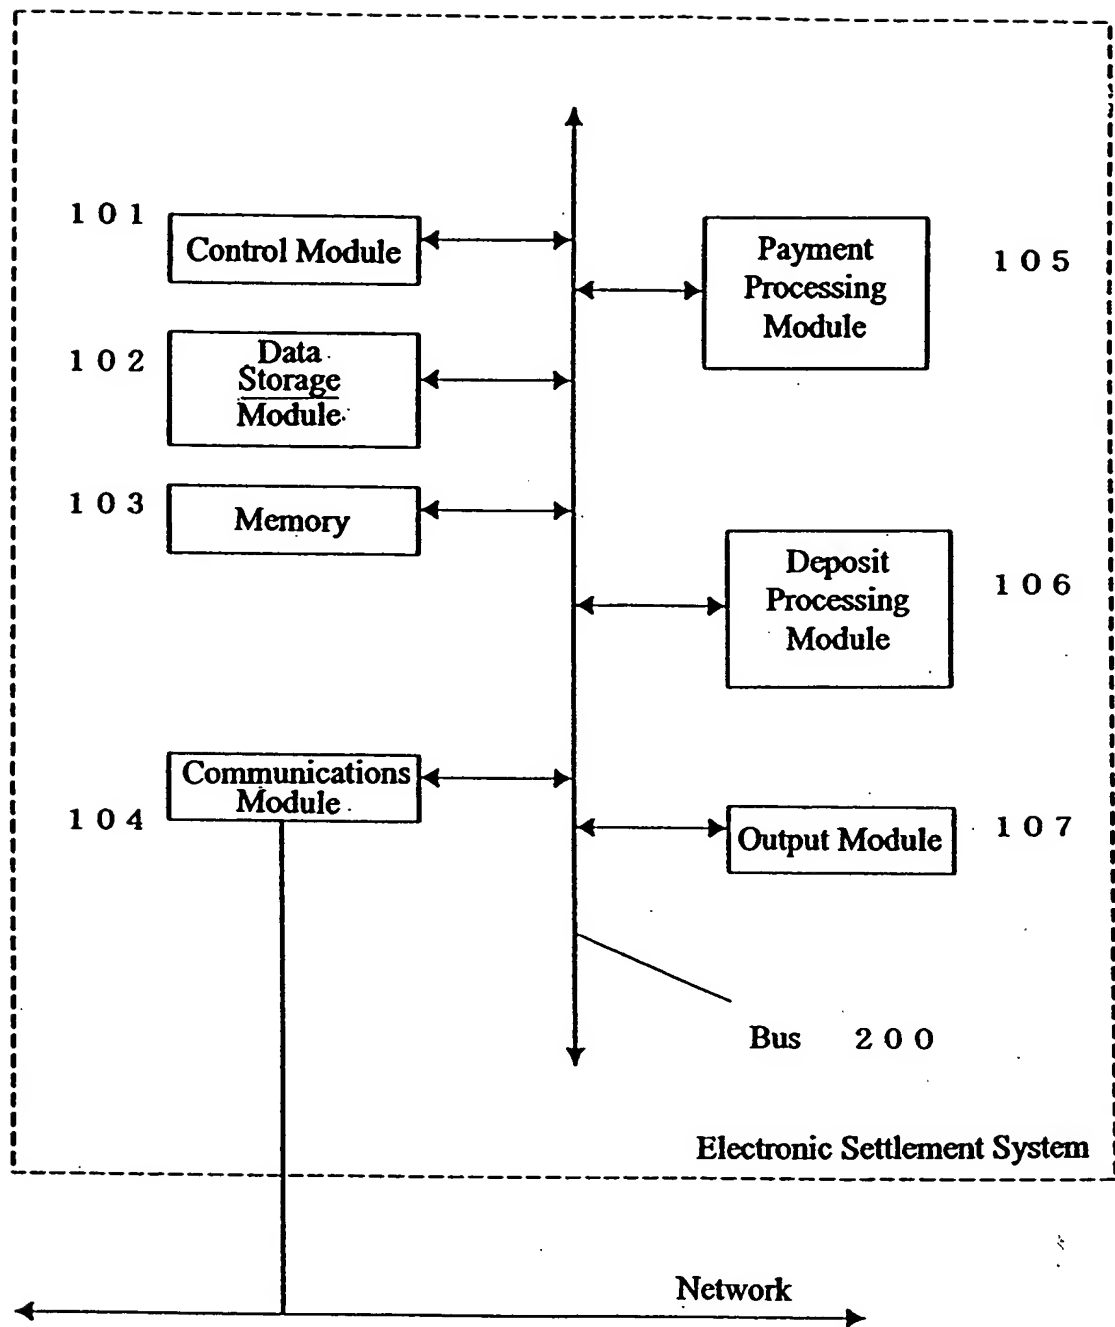 101
Control Module
102
Data
Storage
Module
103
Memory
104
Communications
Module
105
Payment
Processing
Module
106
Deposit
Processing
Module
107
Output Module
Bus 200
Electronic Settlement System
Network